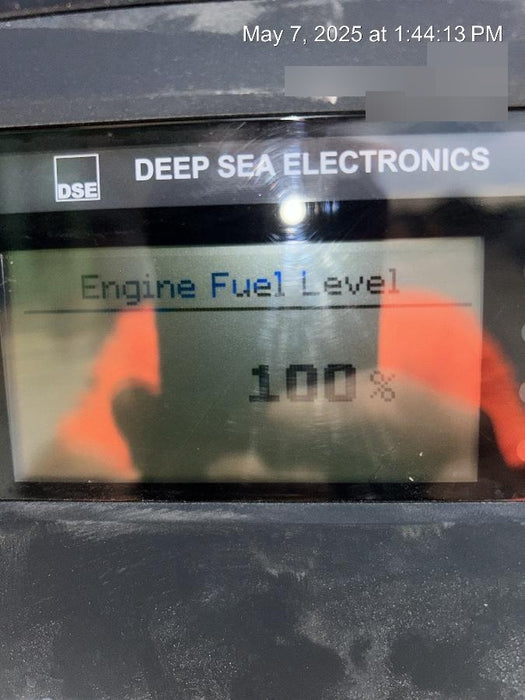 May 7, 2025 at 1:44:13 PM
DSE
DEEP SEA ELECTRONICS
Engine Fuel Level
100%